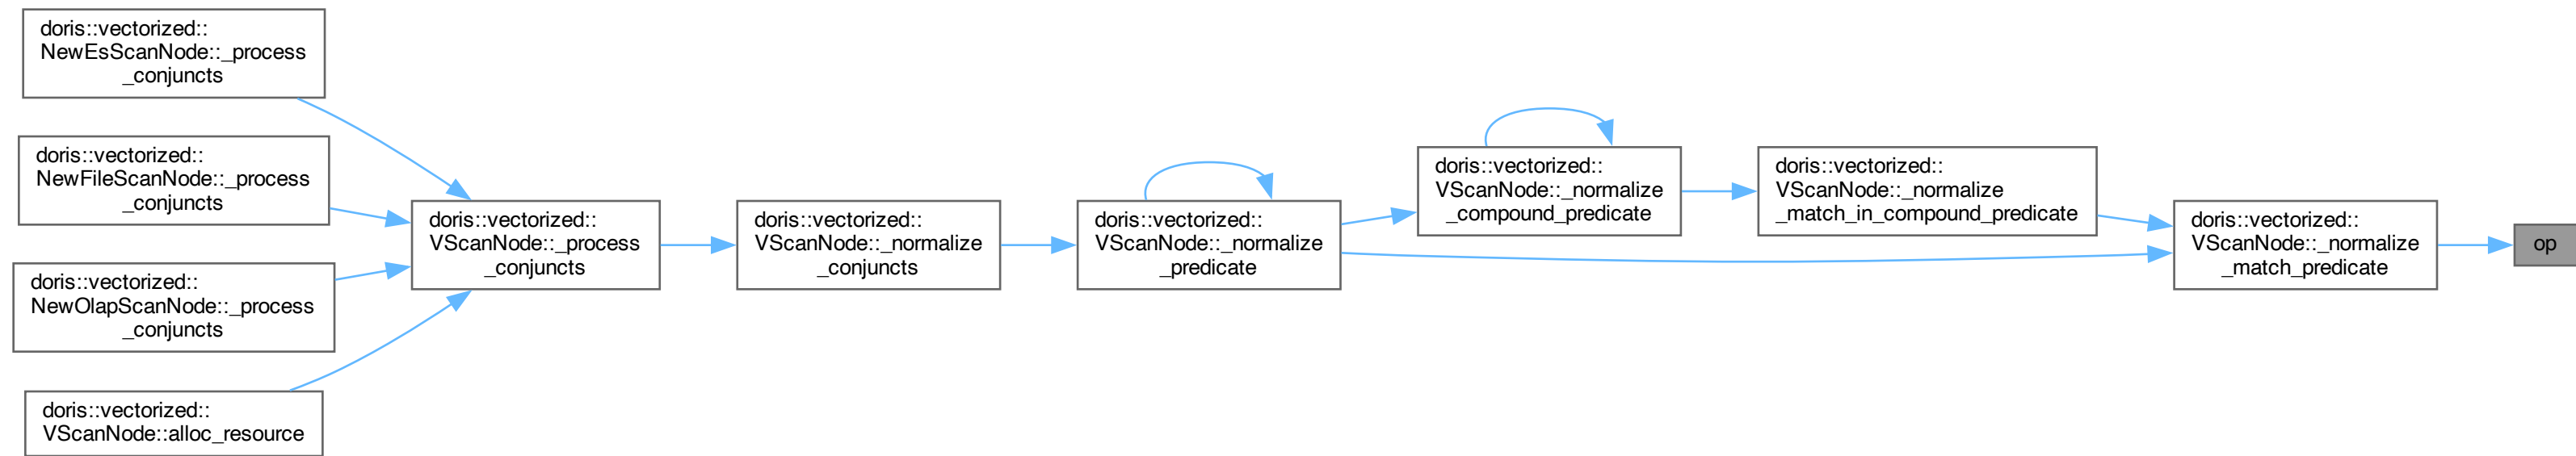 doris::vectorized::
NewEsScanNode::_process
_conjuncts
doris::vectorized::
NewFileScanNode::_process
_conjuncts
doris::vectorized::
NewOlapScanNode::_process
_conjuncts
doris::vectorized::
VScanNode::alloc_resource
doris::vectorized::
VScanNode::_process
_conjuncts
doris::vectorized::
VScanNode::_normalize
_conjuncts
doris::vectorized::
VScanNode::_normalize
_predicate
doris::vectorized::
VScanNode::_normalize
_compound_predicate
doris::vectorized::
VScanNode::_normalize
_match_in_compound_predicate
doris::vectorized::
VScanNode::_normalize
_match_predicate
op